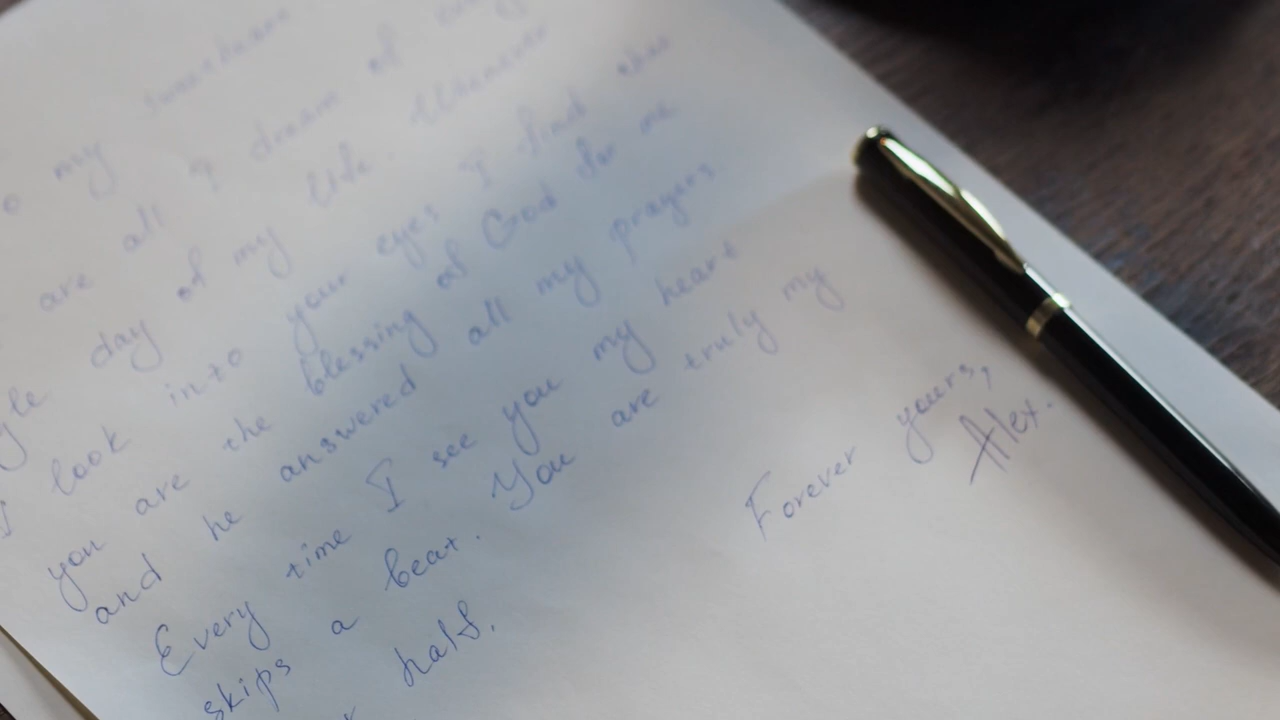 my sweetheart
are all I dream of
day of my life. Whenever
I look into your eyes I find that
you are the blessing of God for me
and he answered all my prayers
Every time I see you my heart
skips a beat. You are truly my
half.
Forever yours,
Alex.